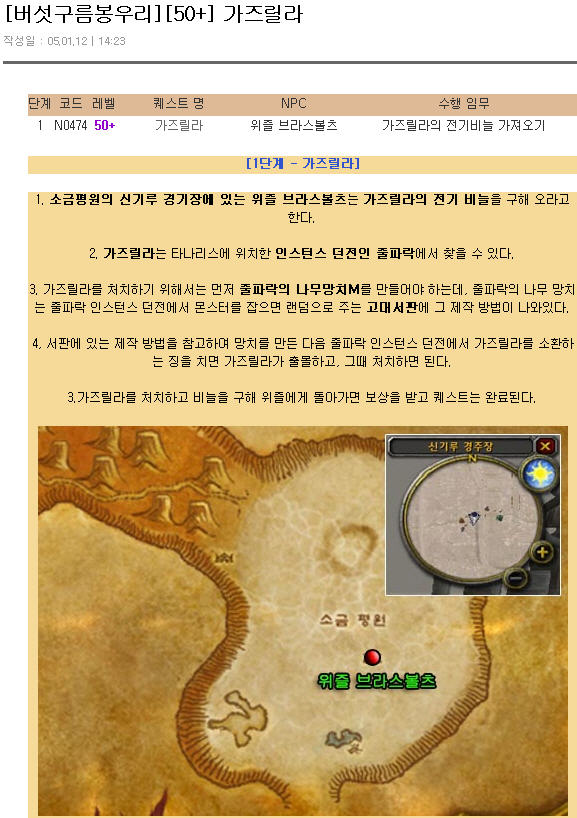 [버섯구름봉우리][50+] 가즈릴라
작성일 : 05.01.12 | 14:23
단계 코드 레벨 퀘스트 명 NPC 수행 임무
1 N0474 50+ 가즈릴라 위즐 브라스볼츠 가즈릴라의 전기비늘 가져오기
[1단계 - 가즈릴라]
1. 소금평원의 신기루 경기장에 있는 위즐 브라스볼츠는 가즈릴라의 전기 비늘을 구해 오라고
한다.
2. 가즈릴라는 타나리스에 위치한 인스턴스 던전인 줄파락에서 찾을 수 있다.
3. 가즈릴라를 처치하기 위해서는 먼저 줄파락의 나무망치M를 만들어야 하는데, 줄파락의 나무 망치
는 줄파락 인스턴스 던전에서 몬스터를 잡으면 랜덤으로 주는 고대서판에 그 제작 방법이 나와있다.
4. 서판에 있는 제작 방법을 참고하며 망치를 만든 다음 줄파락 인스턴스 던전에서 가즈릴라를 소환하
는 징을 치면 가즈릴라가 출몰하고, 그때 처치하면 된다.
3.가즈릴라를 처치하고 비늘을 구해 위즐에게 돌아가면 보상을 받고 퀘스트는 완료된다.
신기루 경주장
N
소금 평원
위즐 브라스볼츠